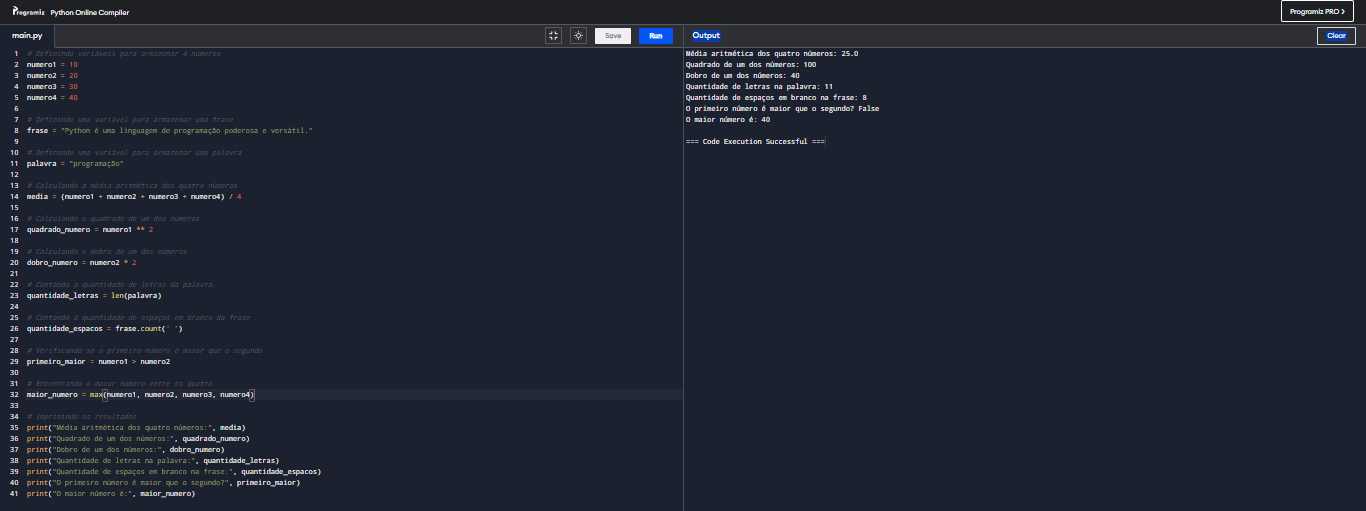 Programiz Python Online Compiler
Programiz PRO >
main.py
Save
Run
Output
Clear
1 # Definindo variáveis para armazenar 4 números
2 numero1 = 10
3 numero2 = 20
4 numero3 = 30
5 numero4 = 40
6
7 # Definindo uma variável para armazenar uma frase
8 frase = "Python é uma linguagem de programação poderosa e versátil."
9
10 # Definindo uma variável para armazenar uma palavra
11 palavra = "programação"
12
13 # Calculando a média aritmética dos quatro números
14 media = (numero1 + numero2 + numero3 + numero4) / 4
15
16 # Calculando o quadrado de um dos números
17 quadrado_numero = numero1 ** 2
18
19 # Calculando o dobro de um dos números
20 dobro_numero = numero2 * 2
21
22 # Contando a quantidade de letras da palavra
23 quantidade_letras = len(palavra)
24
25 # Contando a quantidade de espaços em branco da frase
26 quantidade_espacos = frase.count(' ')
27
28 # Verificando se o primeiro número é maior que o segundo
29 primeiro_maior = numero1 > numero2
30
31 # Encontrando o maior número entre os quatro
32 maior_numero = max(numero1, numero2, numero3, numero4)
33
34 # Imprimindo os resultados
35 print("Média aritmética dos quatro números:", media)
36 print("Quadrado de um dos números:", quadrado_numero)
37 print("Dobro de um dos números:", dobro_numero)
38 print("Quantidade de letras na palavra:", quantidade_letras)
39 print("Quantidade de espaços em branco na frase:", quantidade_espacos)
40 print("O primeiro número é maior que o segundo?", primeiro_maior)
41 print("O maior número é:", maior_numero)
Média aritmética dos quatro números: 25.0
Quadrado de um dos números: 100
Dobro de um dos números: 40
Quantidade de letras na palavra: 11
Quantidade de espaços em branco na frase: 8
O primeiro número é maior que o segundo? False
O maior número é: 40
=== Code Execution Successful ===